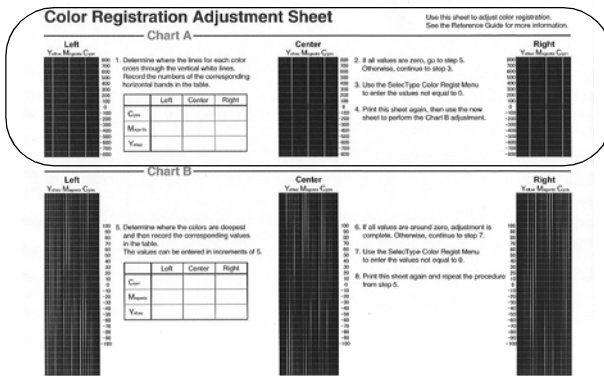 Color Registration Adjustment Sheet
Use this sheet to adjust color registration.
See the Reference Guide for more information.
Chart A
Left
Yellow Magenta Cyan
1. Determine where the lines for each color
cross through the vertical white lines.
Record the numbers of the corresponding
horizontal bands in the table.
Left Center Right
Cyan
Magenta
Yellow
Center
Yellow Magenta Cyan
2. If all values are zero, go to step 5.
Otherwise, continue to step 3.
3. Use the SelecType Color Regist Menu
to enter the values not equal to 0.
4. Print this sheet again, then use the new
sheet to perform the Chart B adjustment.
Right
Yellow Magenta Cyan
Chart B
Left
Yellow Magenta Cyan
5. Determine where the colors are deepest
and then record the corresponding values
in the table.
The values can be entered in increments of 5.
Left Center Right
Cyan
Magenta
Yellow
Center
Yellow Magenta Cyan
6. If all values are around zero, adjustment is
complete. Otherwise, continue to step 7.
7. Use the SelecType Color Regist Menu
to enter the values not equal to 0.
8. Print this sheet again and repeat the procedure
from step 5.
Right
Yellow Magenta Cyan